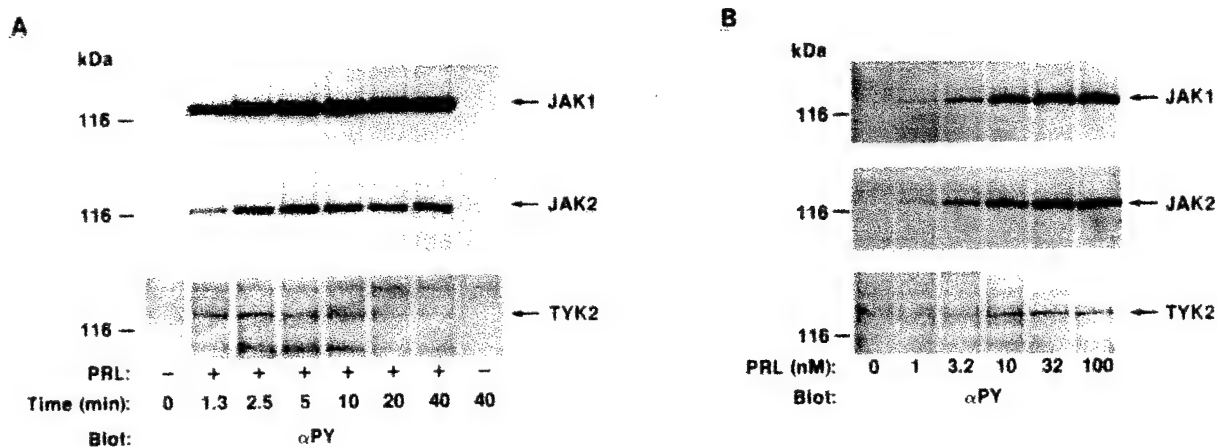 A
kDa
116 –
← JAK1
116 –
← JAK2
116 –
← TYK2
PRL: – + + + + + + –
Time (min): 0 1.3 2.5 5 10 20 40 40
Blot: αPY
B
kDa
116 –
← JAK1
116 –
← JAK2
116 –
← TYK2
PRL (nM): 0 1 3.2 10 32 100
Blot: αPY